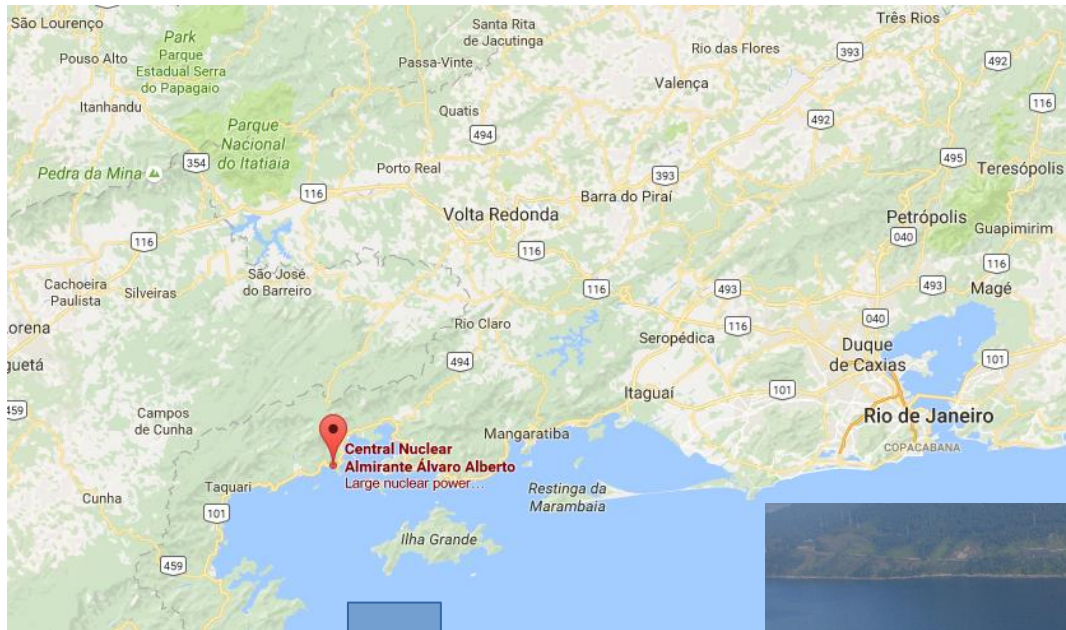 São Lourenço
Santa Rita
de Jacutinga
Três Rios
Park
Parque
Estadual Serra
do Papagaio
Pouso Alto
Passa-Vinte
Rio das Flores
393
492
Valença
Itanhandu
Quatis
116
Parque
Nacional
do Itatiaia
494
492
354
495
Pedra da Mina
Porto Real
393
Teresópolis
116
Barra do Piraí
Volta Redonda
Petrópolis
040
Guapimirim
116
116
116
São José
do Barreiro
Cachoeira
Paulista
Silveiras
116
493
493
Magé
orena
Rio Claro
116
040
Seropédica
Duque
de Caxias
101
guetá
494
Itaguaí
101
459
Campos
de Cunha
Rio de Janeiro
Mangaratiba
COPACABANA
Central Nuclear
Almirante Álvaro Alberto
Large nuclear power...
Cunha
Taquari
Restinga da
Marambaia
101
Ilha Grande
459